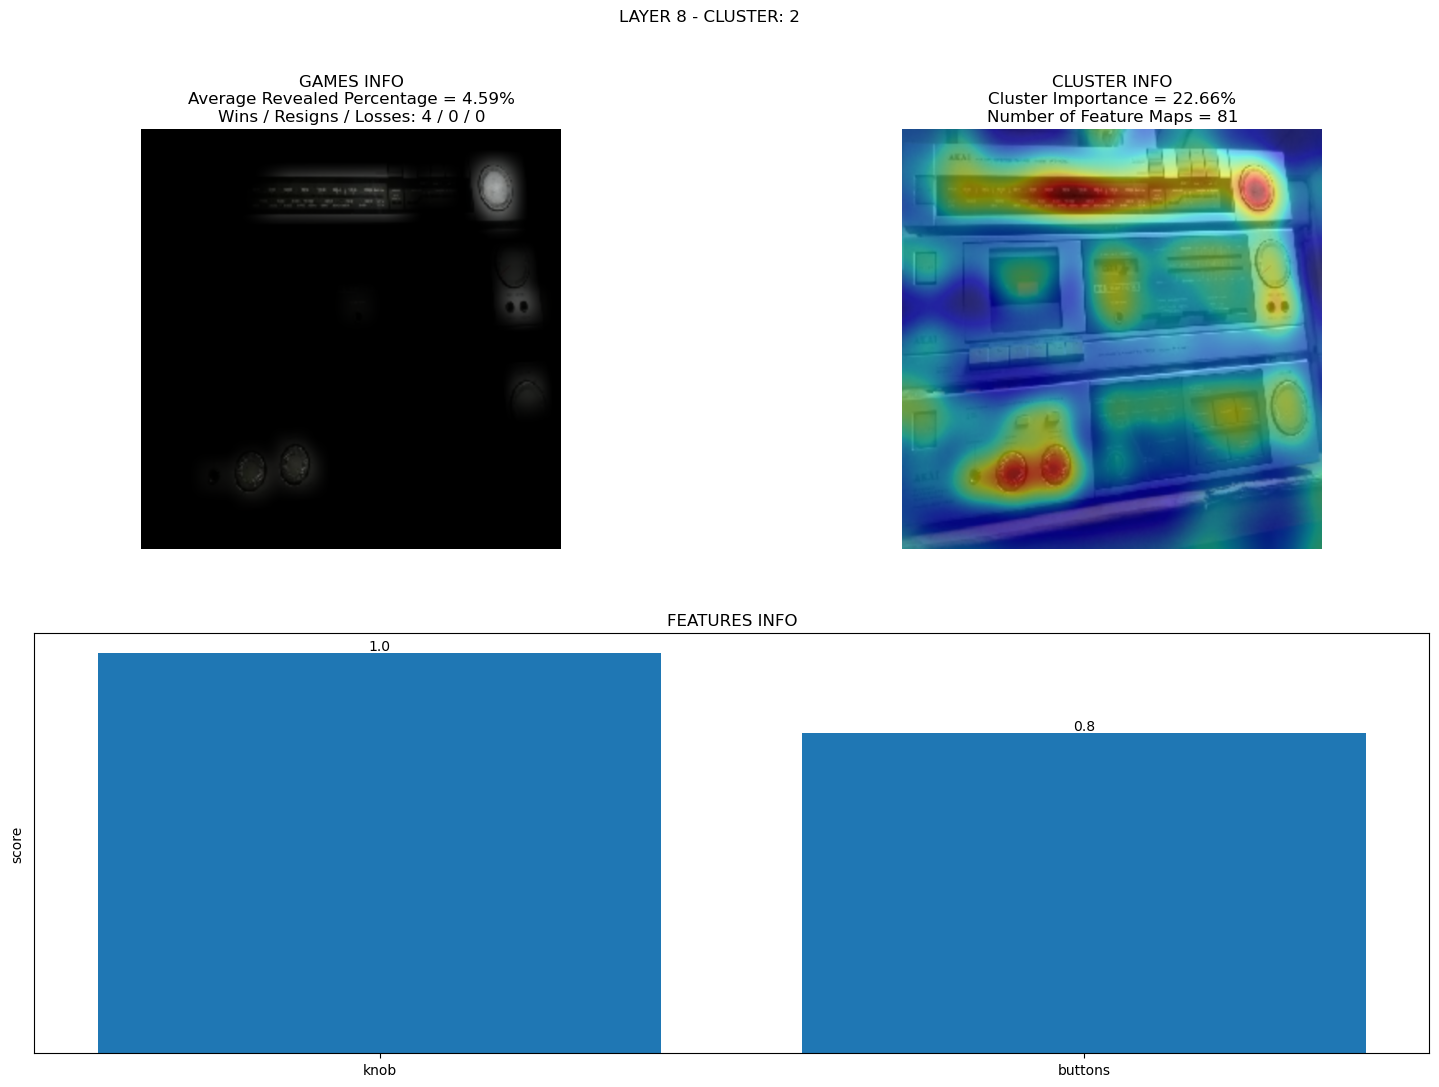 LAYER 8 - CLUSTER: 2
GAMES INFO
Average Revealed Percentage = 4.59%
Wins / Resigns / Losses: 4 / 0 / 0
CLUSTER INFO
Cluster Importance = 22.66%
Number of Feature Maps = 81
AKAI
FEATURES INFO
1.0
0.8
score
knob
buttons